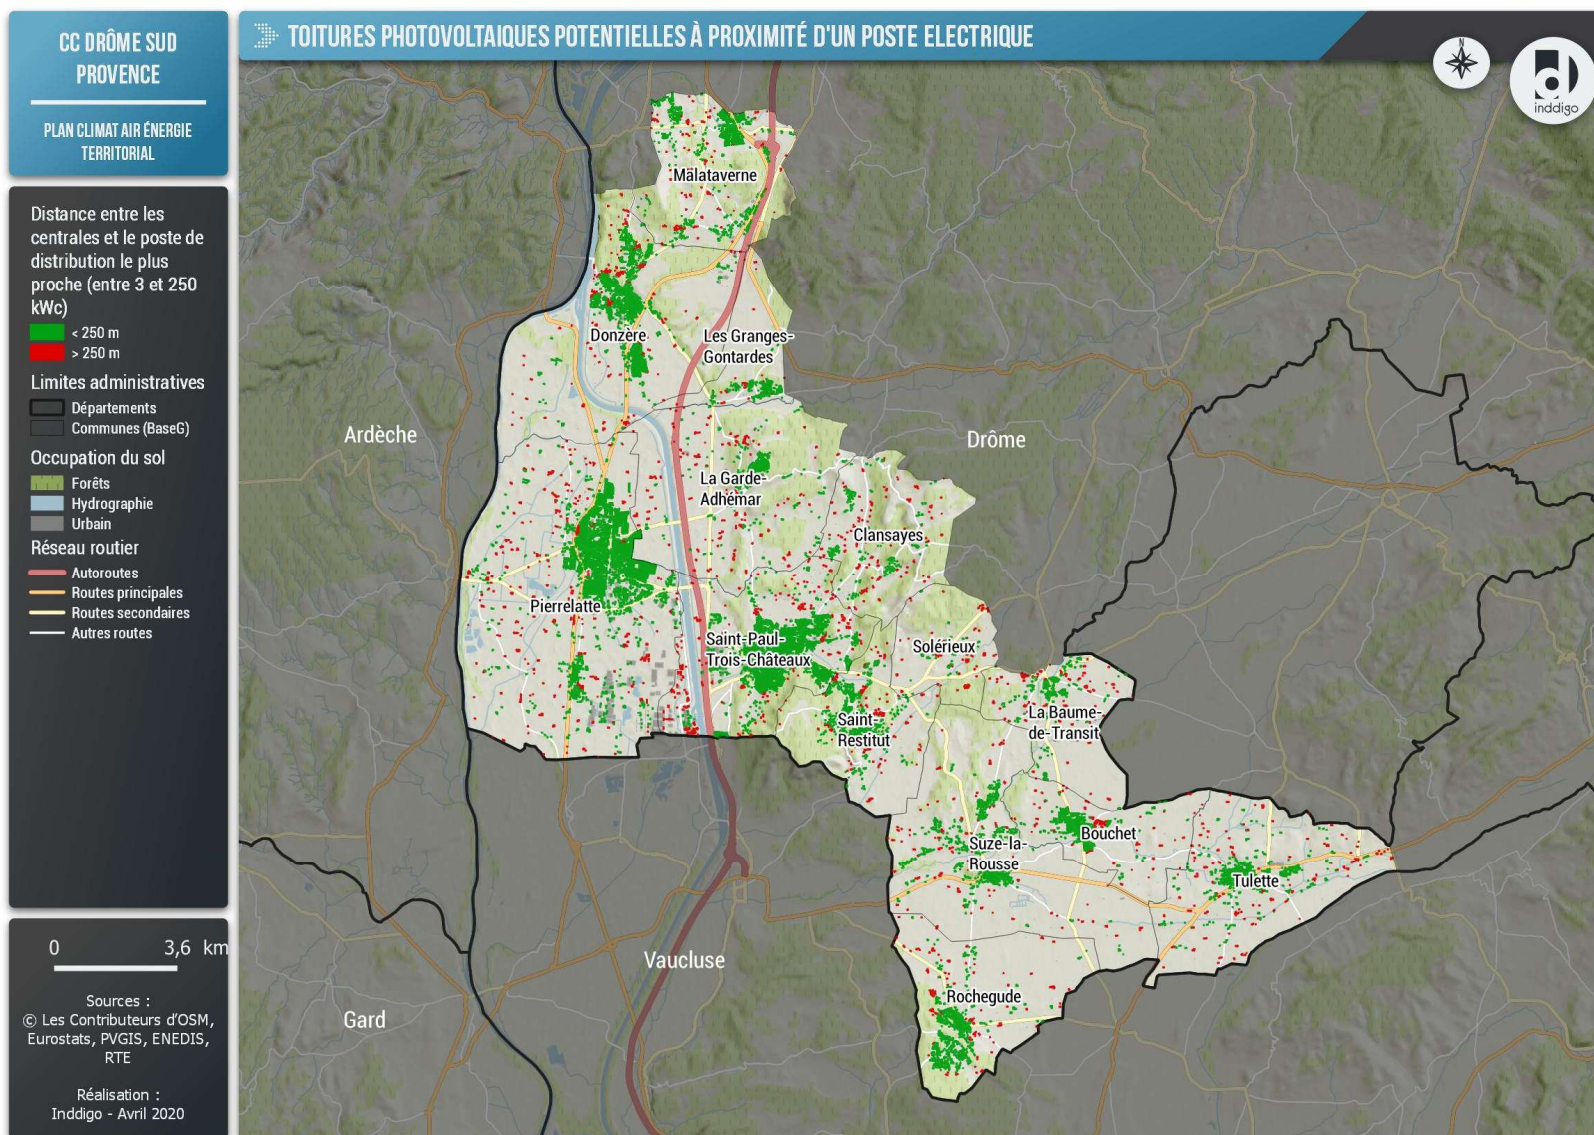 CC DRÔME SUD
PROVENCE
PLAN CLIMAT AIR ÉNERGIE
TERRITORIAL
TOITURES PHOTOVOLTAIQUES POTENTIELLES À PROXIMITÉ D'UN POSTE ELECTRIQUE
N
inddigo
Distance entre les
centrales et le poste de
distribution le plus
proche (entre 3 et 250
kWc)
< 250 m
> 250 m
Limites administratives
Départements
Communes (BaseG)
Occupation du sol
Forêts
Hydrographie
Urbain
Réseau routier
Autoroutes
Routes principales
Routes secondaires
Autres routes
0 3,6 km
Sources :
© Les Contributeurs d'OSM,
Eurostats, PVGIS, ENEDIS,
RTE
Réalisation :
Inddigo - Avril 2020
Malataverne
Donzère
Les Granges-
Gontardes
Ardèche
Drôme
La Garde-
Adhémar
Clansayes
Pierrelatte
Saint-Paul-
Trois-Châteaux
Solérieux
Saint-
Restitut
La Baume-
de-Transit
Bouchet
Suze-la-
Rousse
Tulette
Vaucluse
Rochegude
Gard